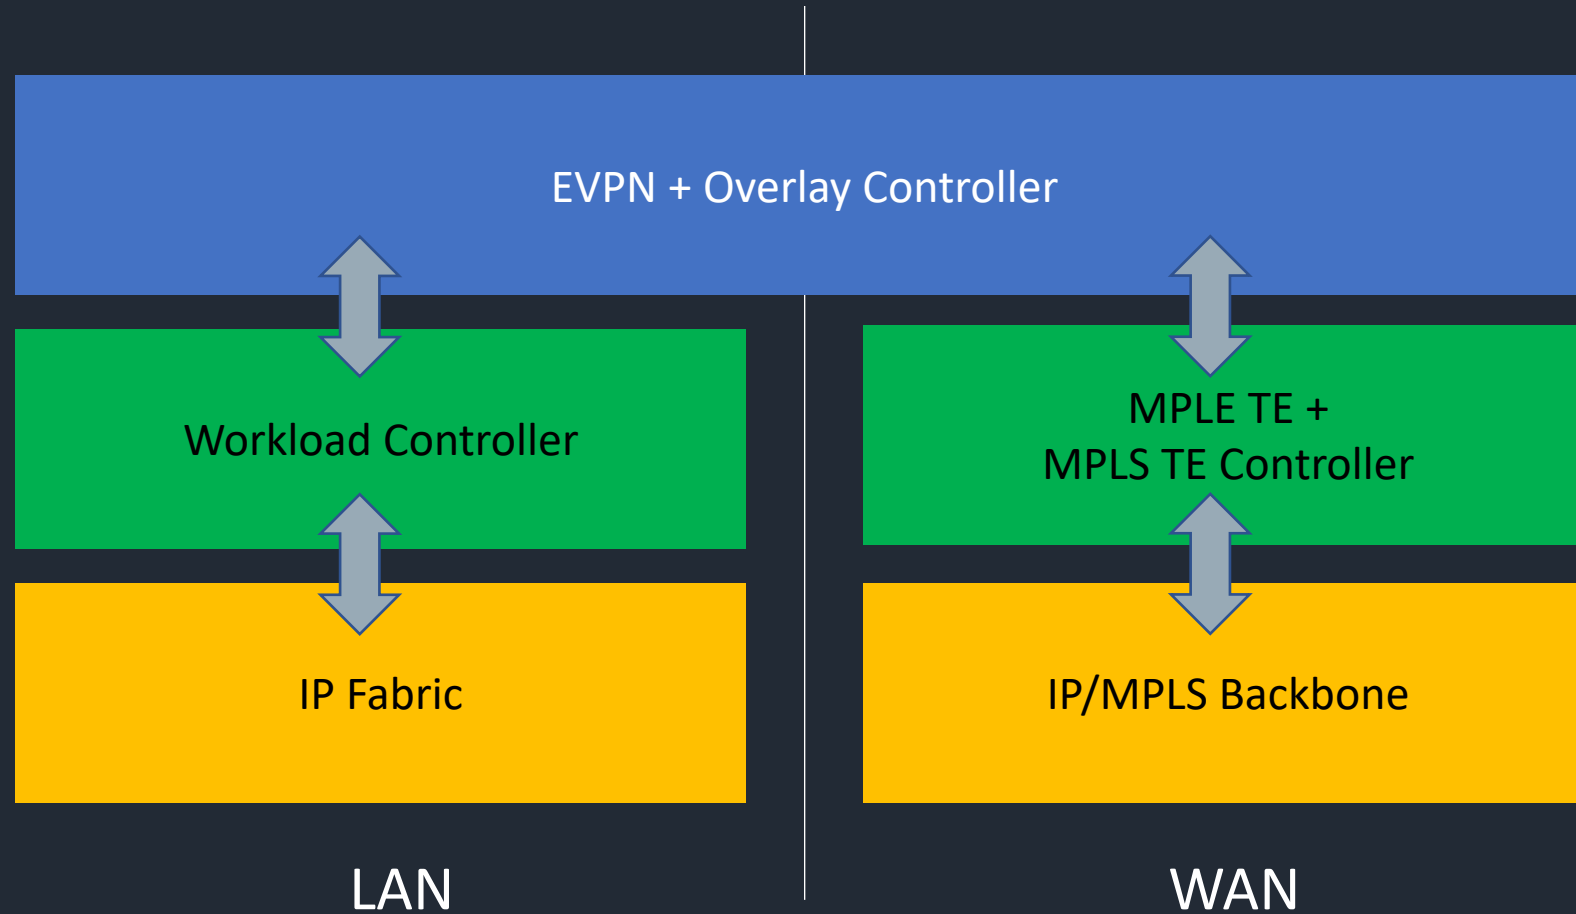 EVPN + Overlay Controller
Workload Controller
MPLE TE +
MPLS TE Controller
IP Fabric
IP/MPLS Backbone
LAN
WAN